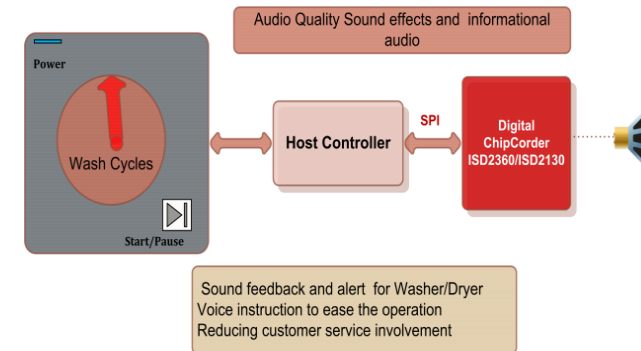 Audio Quality Sound effects and informational
audio
Power
Wash Cycles
Start/Pause
Host Controller
SPI
Digital
ChipCorder
ISD2360/ISD2130
Sound feedback and alert for Washer/Dryer
Voice instruction to ease the operation
Reducing customer service involvement